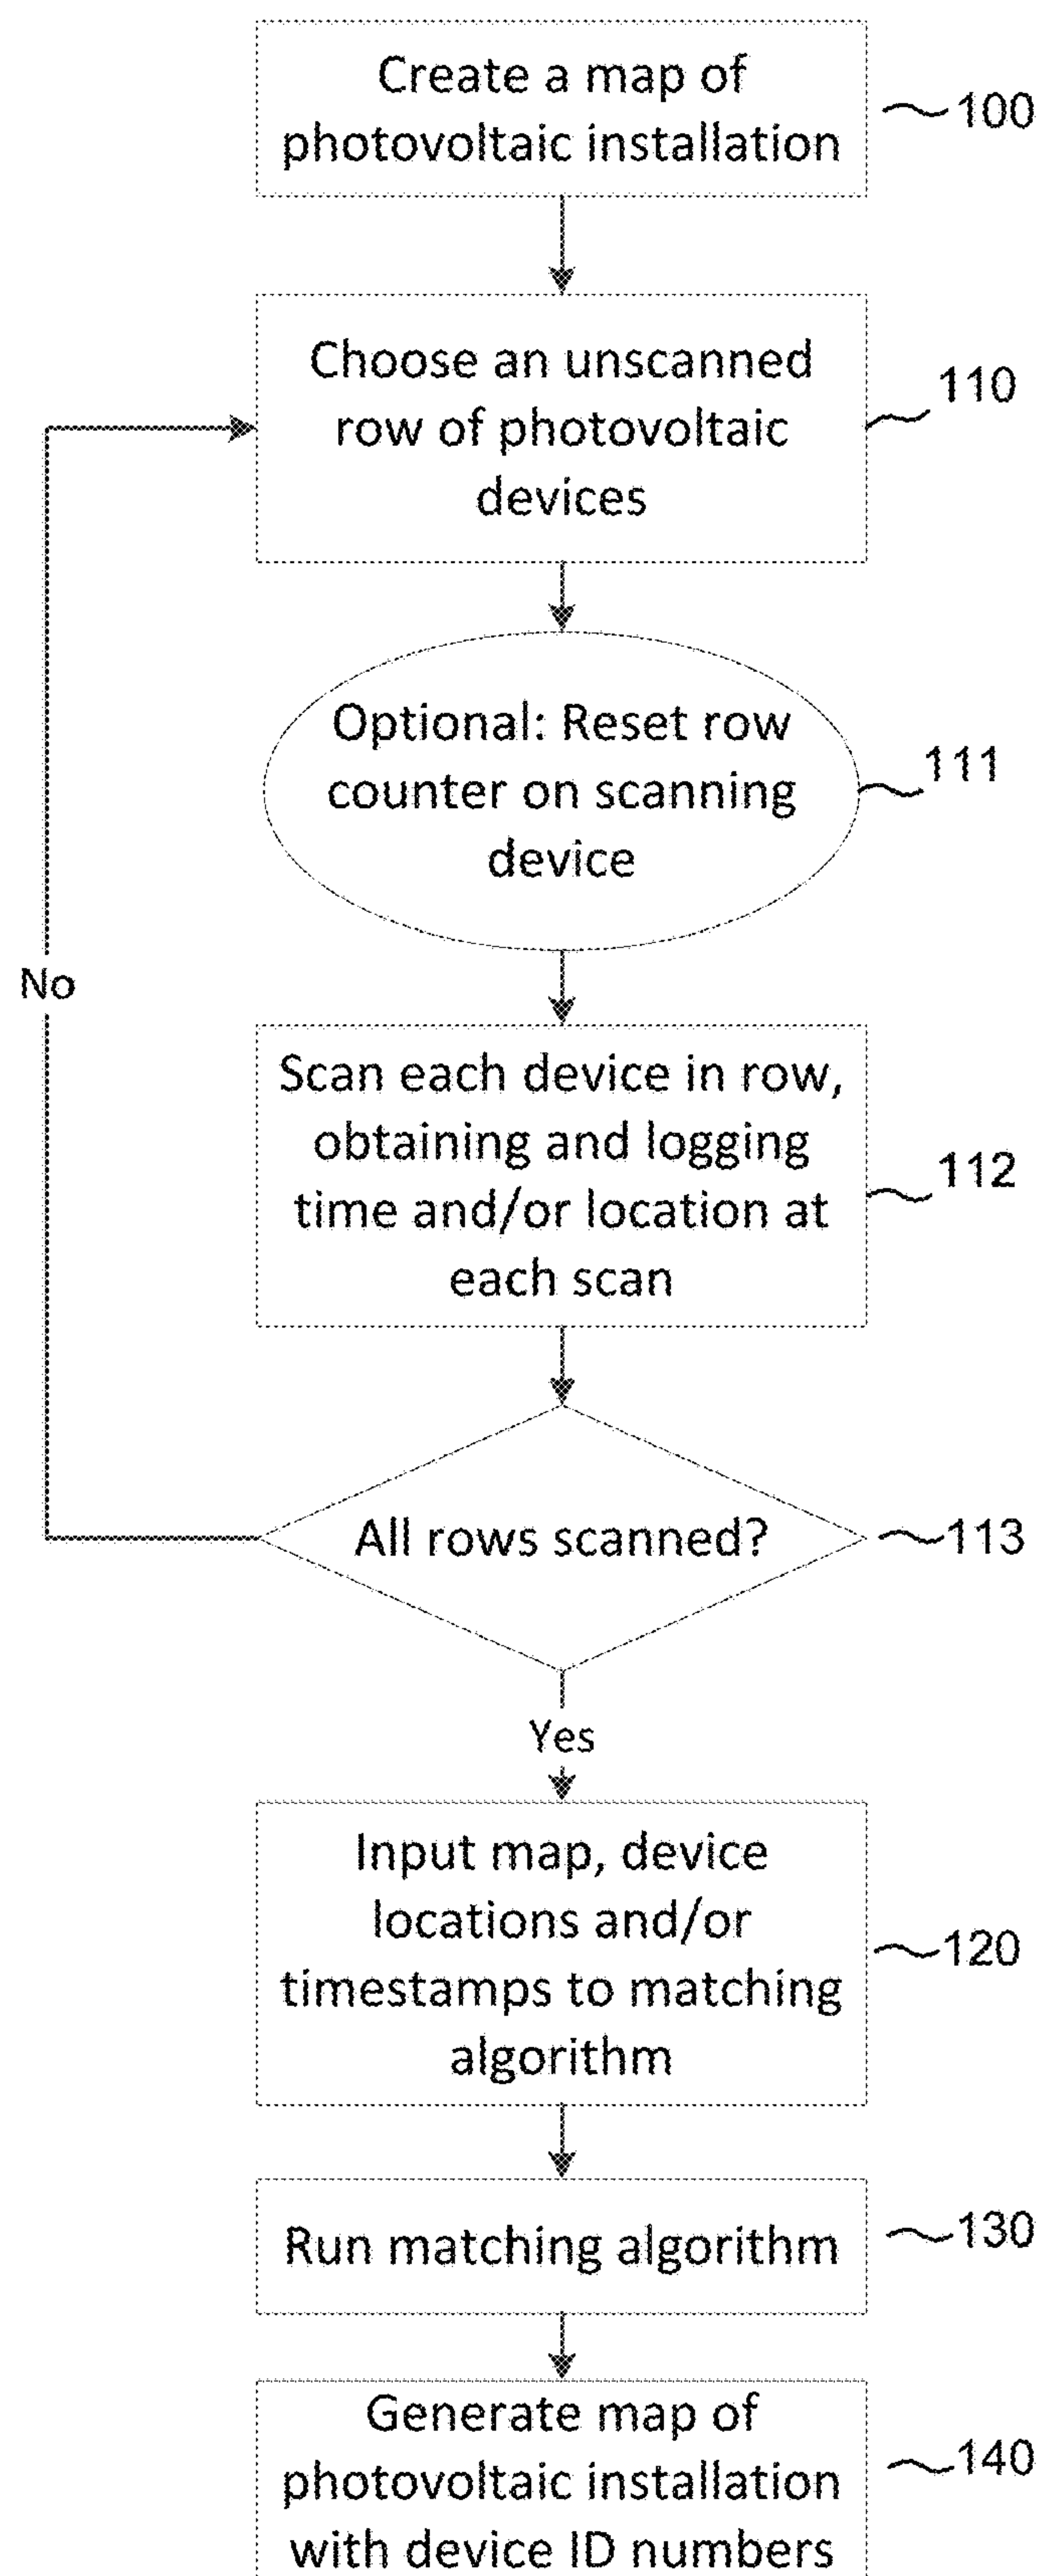 Create a map of
photovoltaic installation
100
Choose an unscanned
row of photovoltaic
devices
110
Optional: Reset row
counter on scanning
device
111
No
Scan each device in row,
obtaining and logging
time and/or location at
each scan
112
All rows scanned?
113
Yes
Input map, device
locations and/or
timestamps to matching
algorithm
120
Run matching algorithm
130
Generate map of
photovoltaic installation
with device ID numbers
140